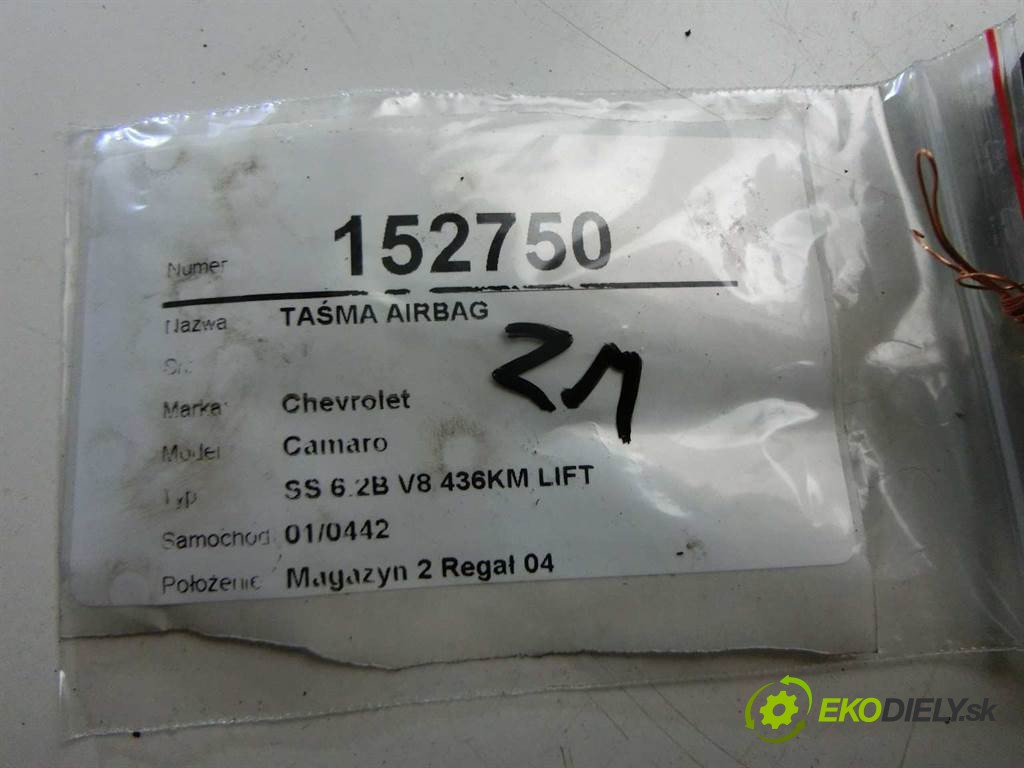 Numer 152750
Nazwa TAŚMA AIRBAG
Marka: Chevrolet
Model Camaro
Typ SS 6.2B V8 436KM LIFT
Samochod. 01/0442
Położenie Magazyn 2 Regał 04
EKODIELY.sk